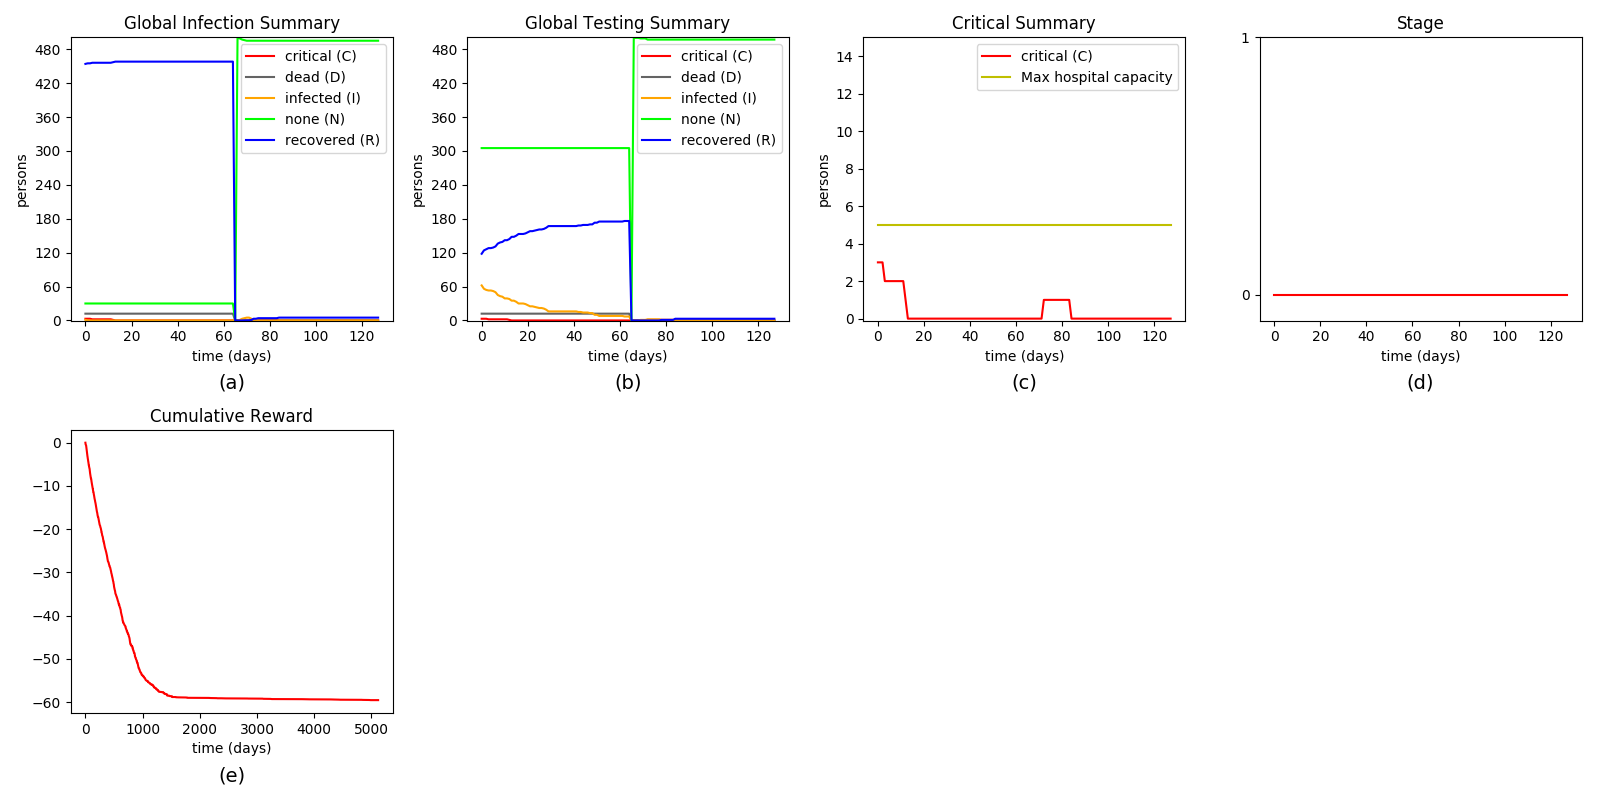 Global Infection Summary
480
420
360
300
240
180
120
60
0
persons
critical (C)
dead (D)
infected (I)
none (N)
recovered (R)
0 20 40 60 80 100 120
time (days)
(a)
Global Testing Summary
480
420
360
300
240
180
120
60
0
persons
critical (C)
dead (D)
infected (I)
none (N)
recovered (R)
0 20 40 60 80 100 120
time (days)
(b)
Critical Summary
14
12
10
8
6
4
2
0
persons
critical (C)
Max hospital capacity
0 20 40 60 80 100 120
time (days)
(c)
Stage
1
0
0 20 40 60 80 100 120
time (days)
(d)
Cumulative Reward
0
−10
−20
−30
−40
−50
−60
0 1000 2000 3000 4000 5000
time (days)
(e)